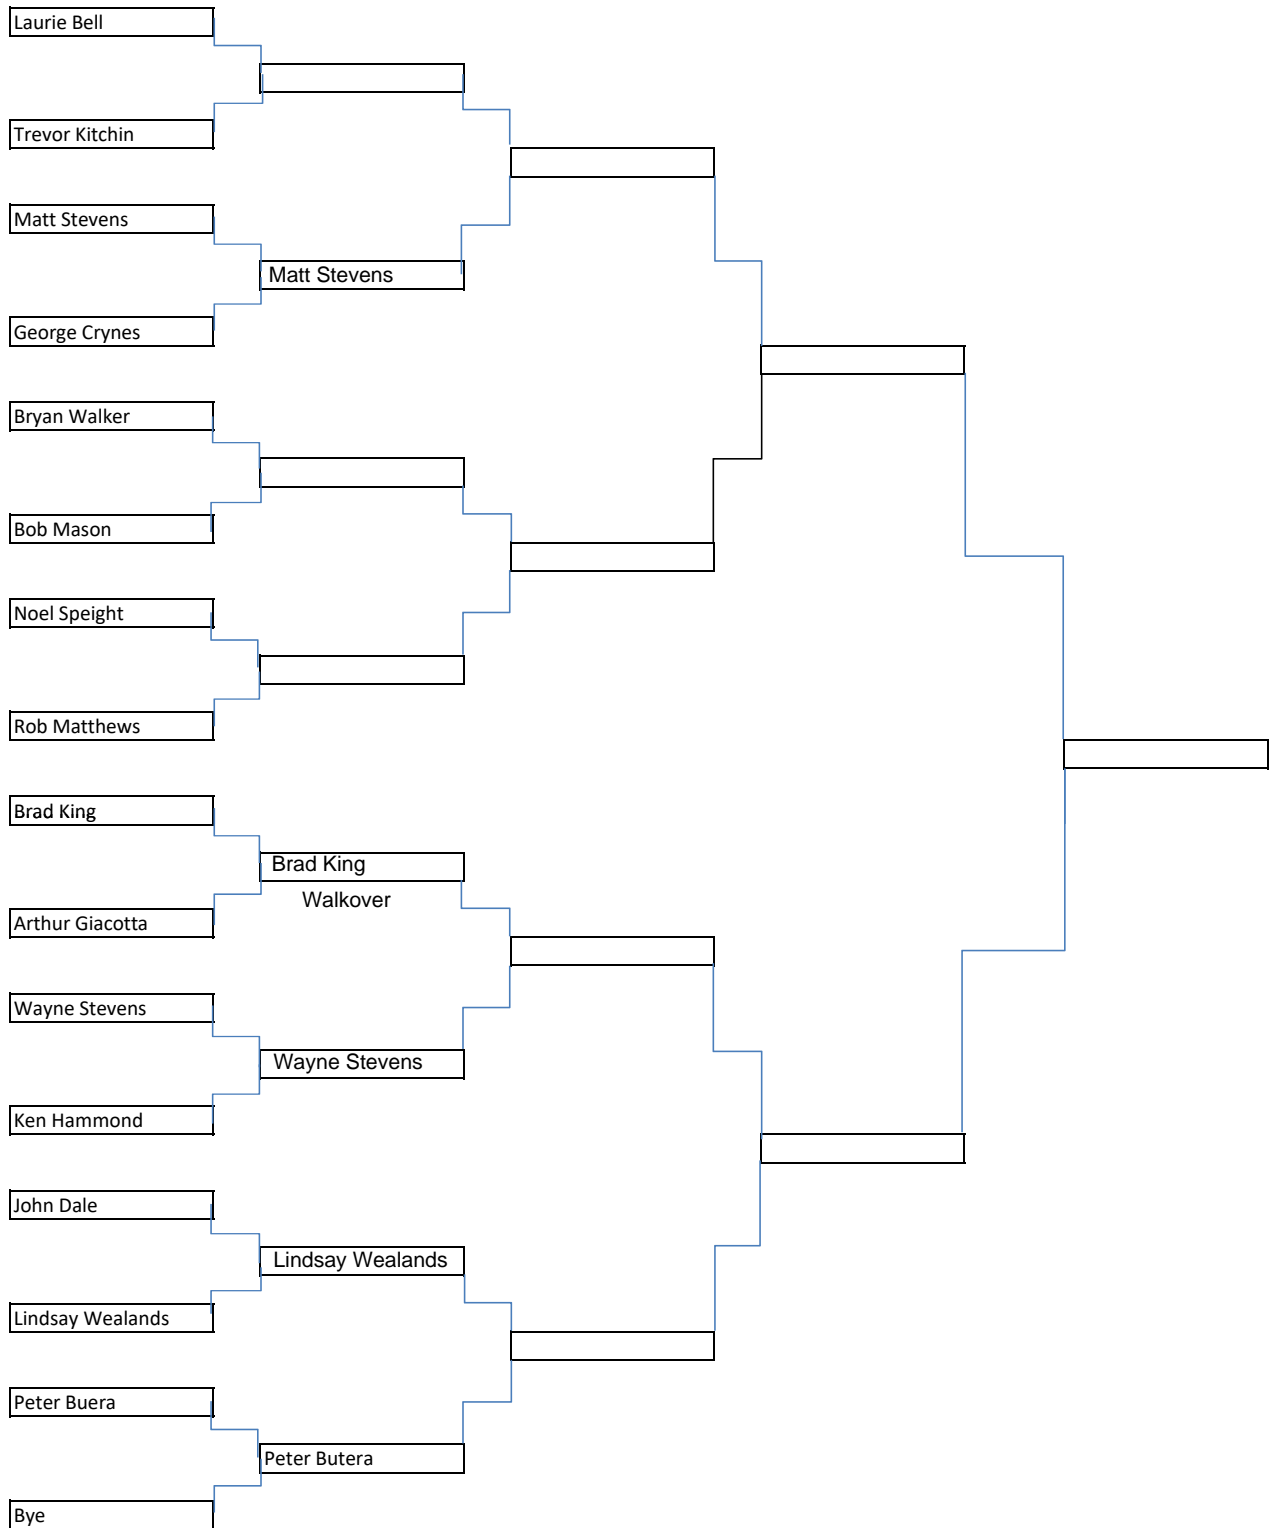 Laurie Bell
Trevor Kitchin
Matt Stevens
Matt Stevens
George Crynes
Bryan Walker
Bob Mason
Noel Speight
Rob Matthews
Brad King
Brad King
Walkover
Arthur Giacotta
Wayne Stevens
Wayne Stevens
Ken Hammond
John Dale
Lindsay Wealands
Lindsay Wealands
Peter Buera
Peter Butera
Bye